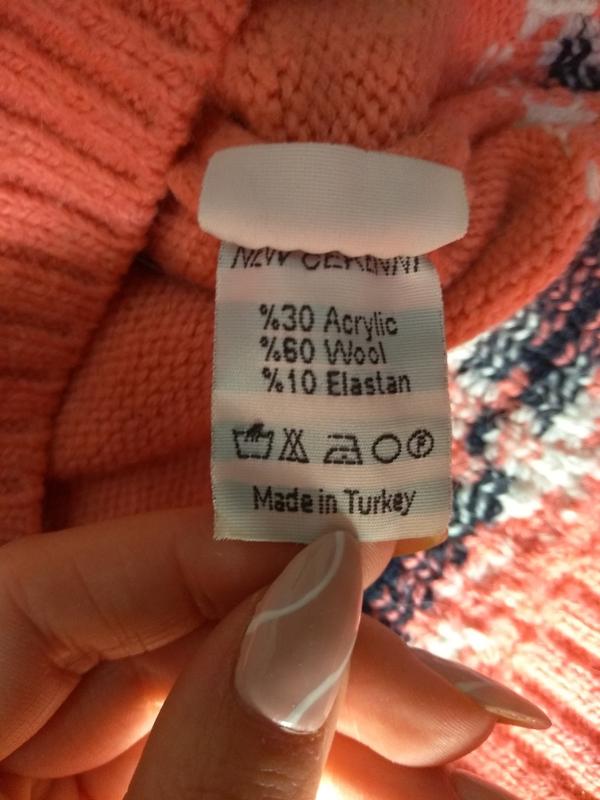 %30 Acrylic
%60 Wool
%10 Elastan
P
Made in Turkey